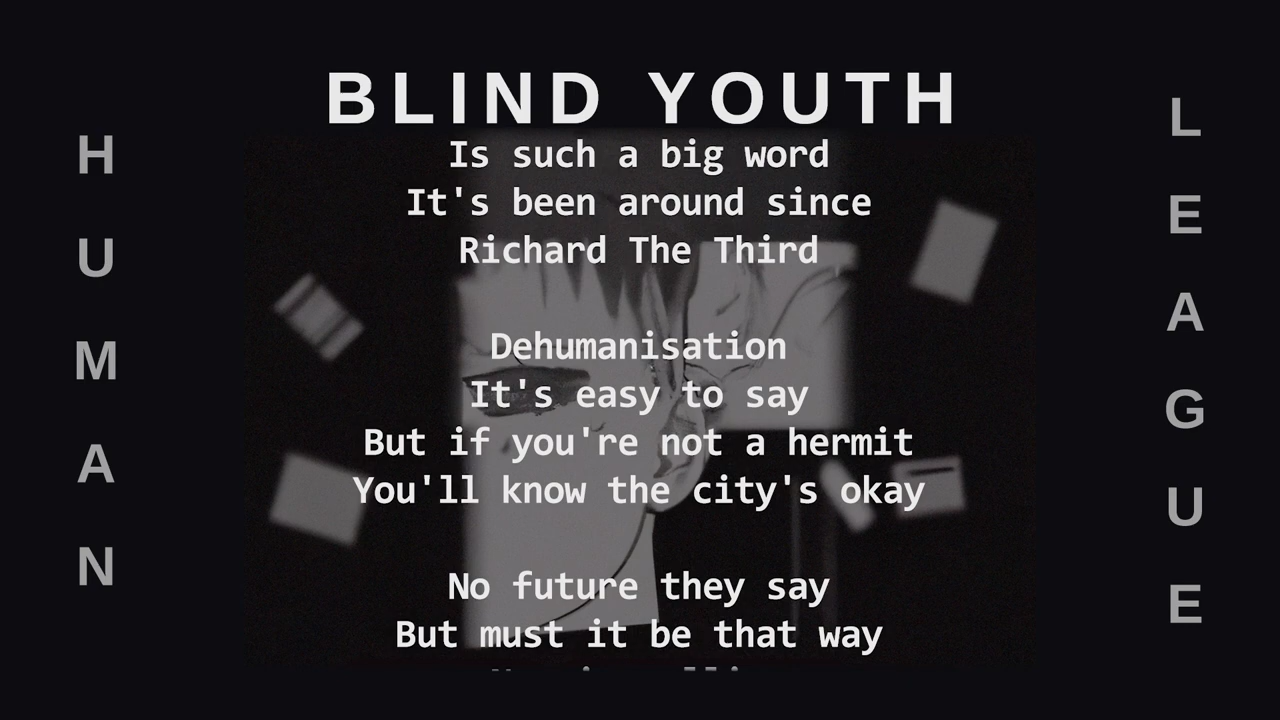 BLIND YOUTH
HUMAN
LEAGUE
Is such a big word
It's been around since
Richard The Third
Dehumanisation
It's easy to say
But if you're not a hermit
You'll know the city's okay
No future they say
But must it be that way